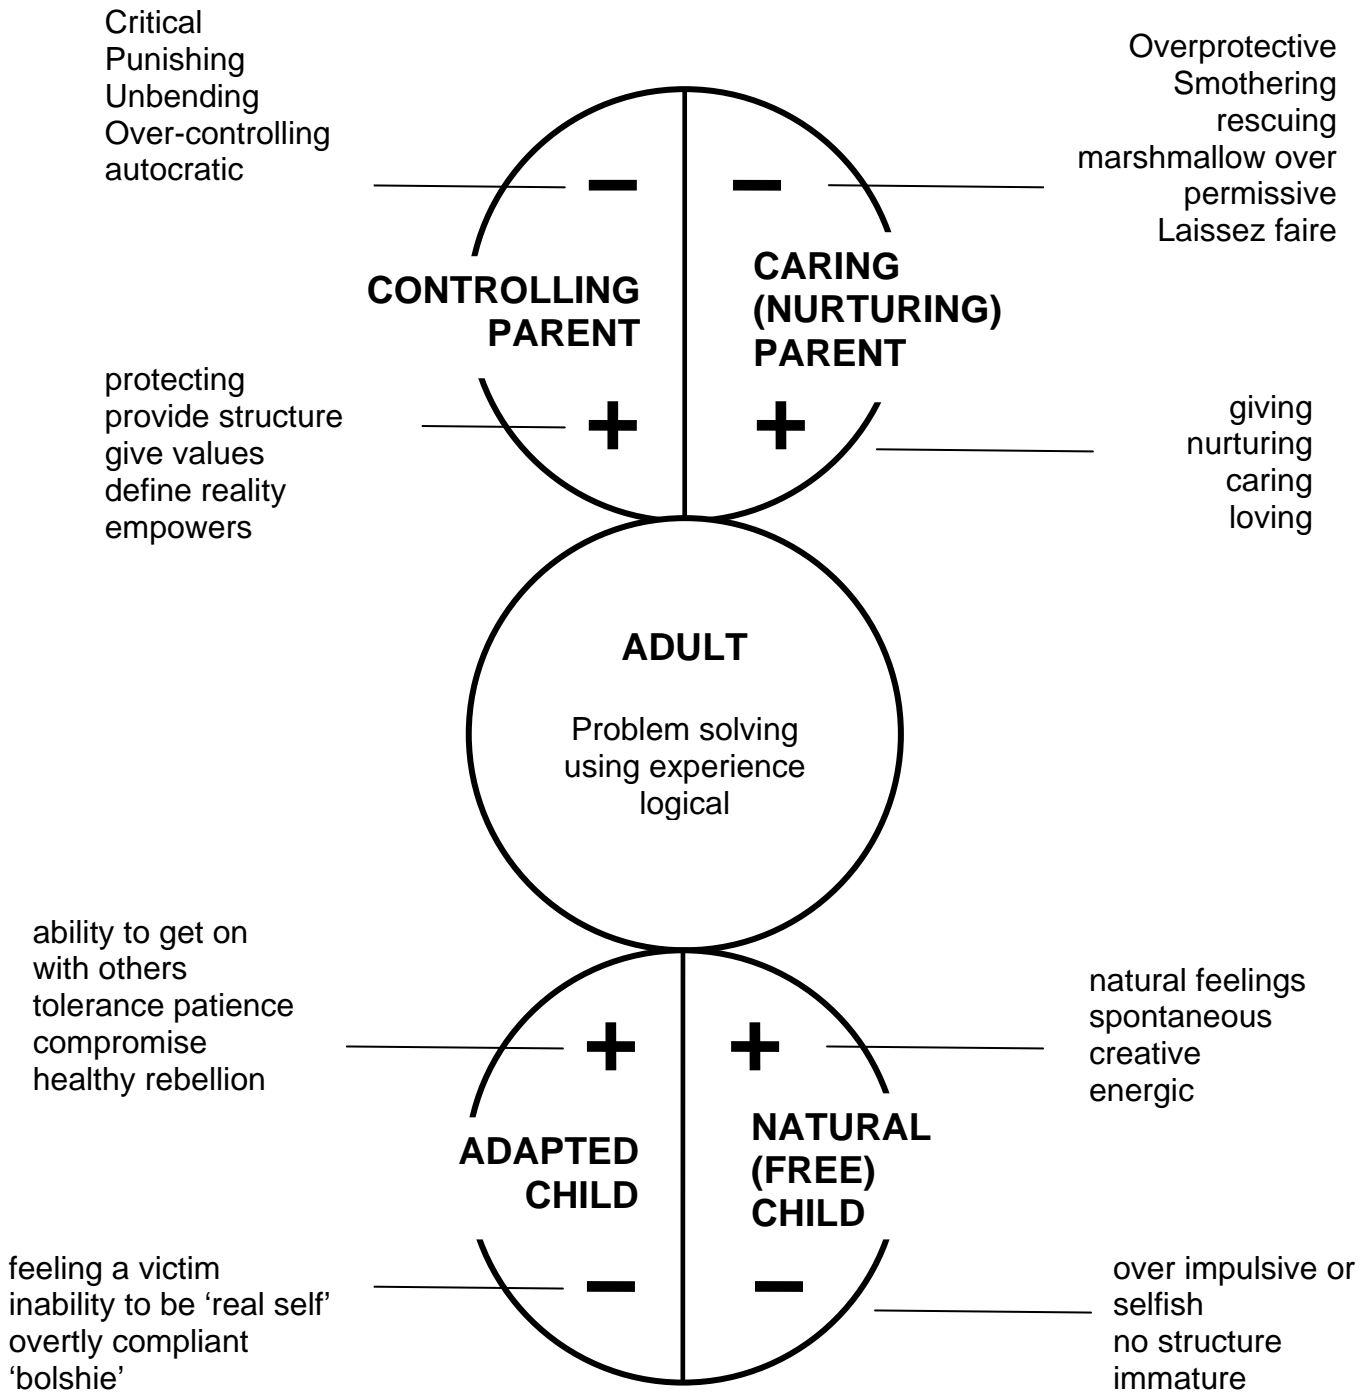 Critical
Punishing
Unbending
Over-controlling
autocratic
Overprotective
Smothering
rescuing
marshmallow over
permissive
Laissez faire
CONTROLLING
PARENT
CARING
(NURTURING)
PARENT
protecting
provide structure
give values
define reality
empowers
giving
nurturing
caring
loving
ADULT
Problem solving
using experience
logical
ability to get on
with others
tolerance patience
compromise
healthy rebellion
natural feelings
spontaneous
creative
energic
ADAPTED
CHILD
NATURAL
(FREE)
CHILD
feeling a victim
inability to be ‘real self’
overtly compliant
‘bolshie’
over impulsive or
selfish
no structure
immature